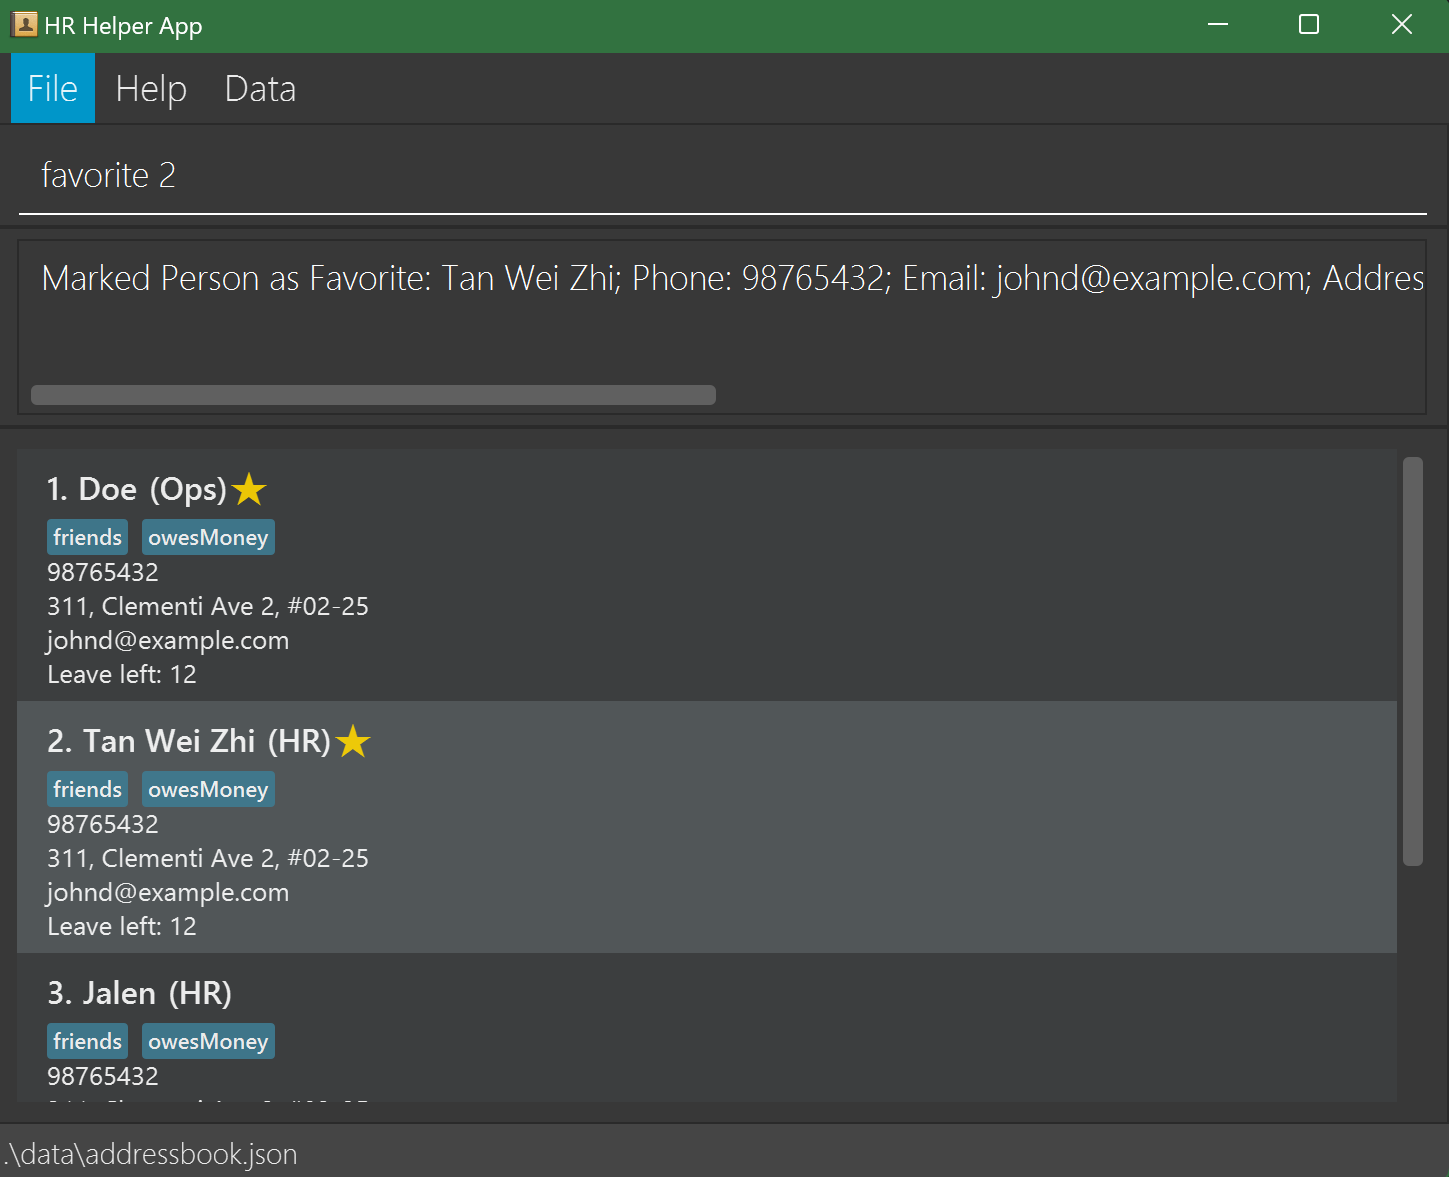 HR Helper App
File Help Data
favorite 2
Marked Person as Favorite: Tan Wei Zhi; Phone: 98765432; Email: johnd@example.com; Addres
1. Doe (Ops)
friends owesMoney
98765432
311, Clementi Ave 2, #02-25
johnd@example.com
Leave left: 12
2. Tan Wei Zhi (HR)
friends owesMoney
98765432
311, Clementi Ave 2, #02-25
johnd@example.com
Leave left: 12
3. Jalen (HR)
friends owesMoney
98765432
.\data\addressbook.json